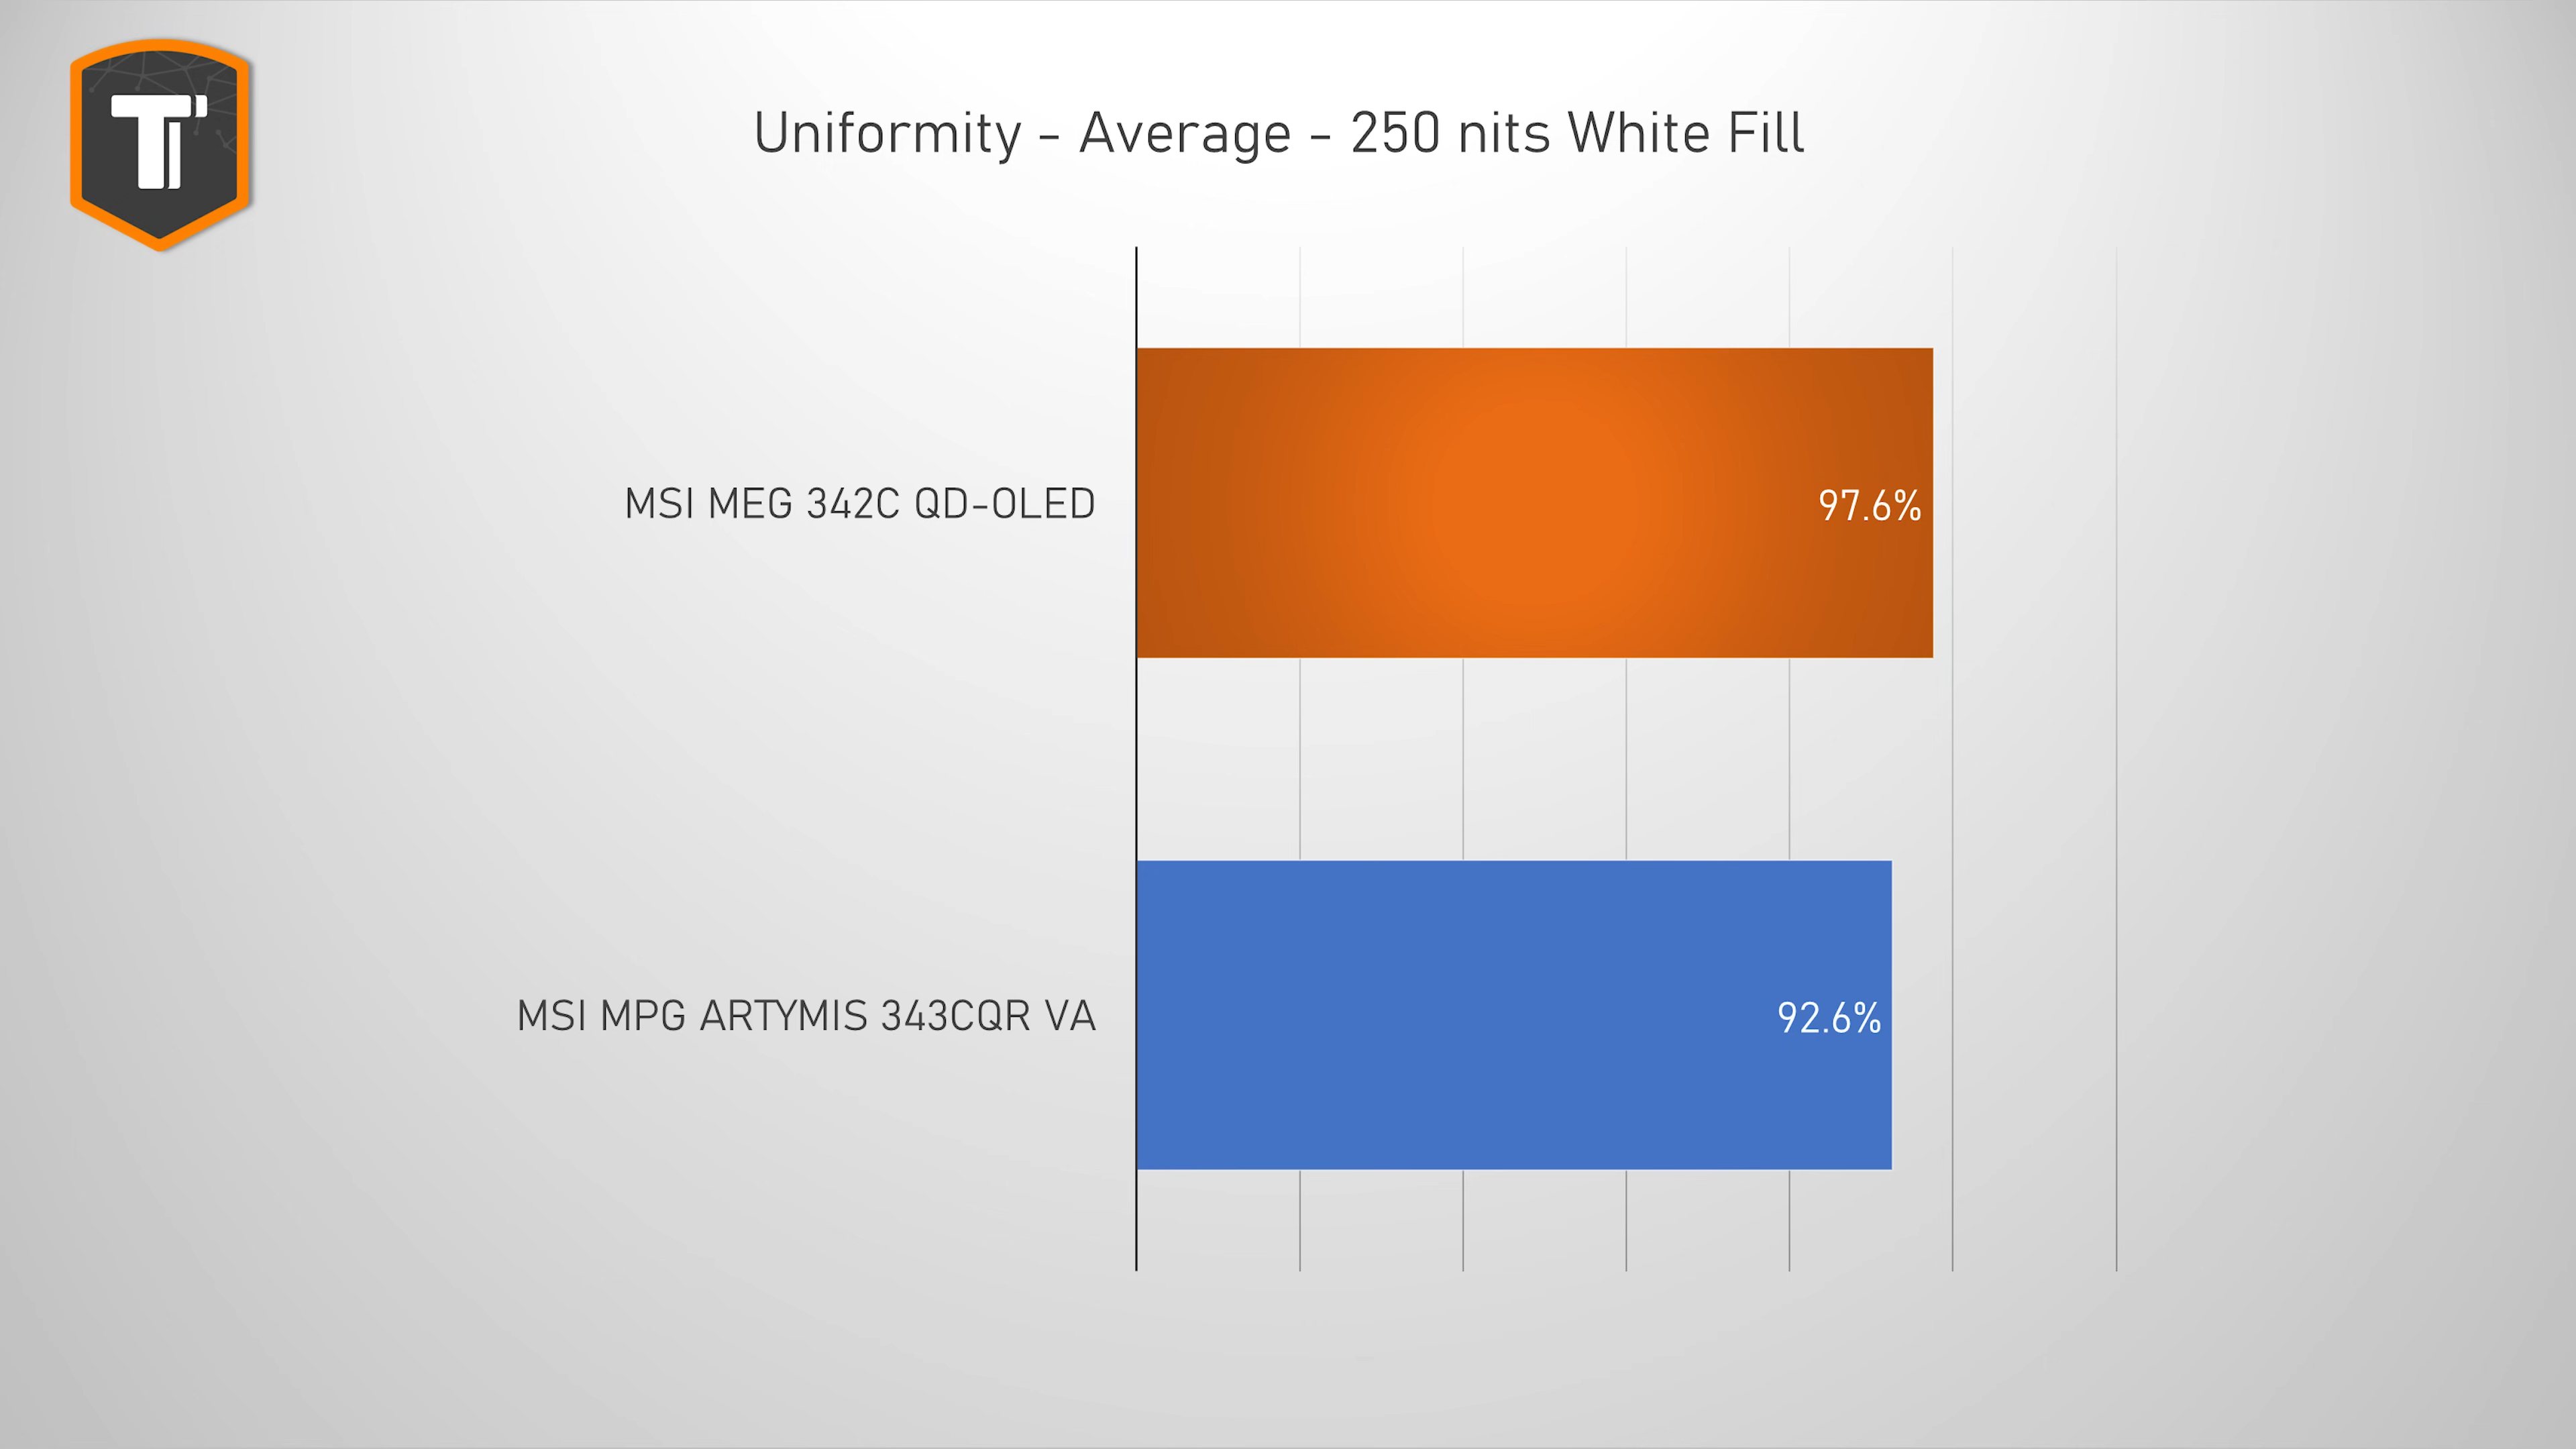 Uniformity - Average - 250 nits White Fill
MSI MEG 342C QD-OLED
97.6%
MSI MPG ARTYMIS 343CQR VA
92.6%